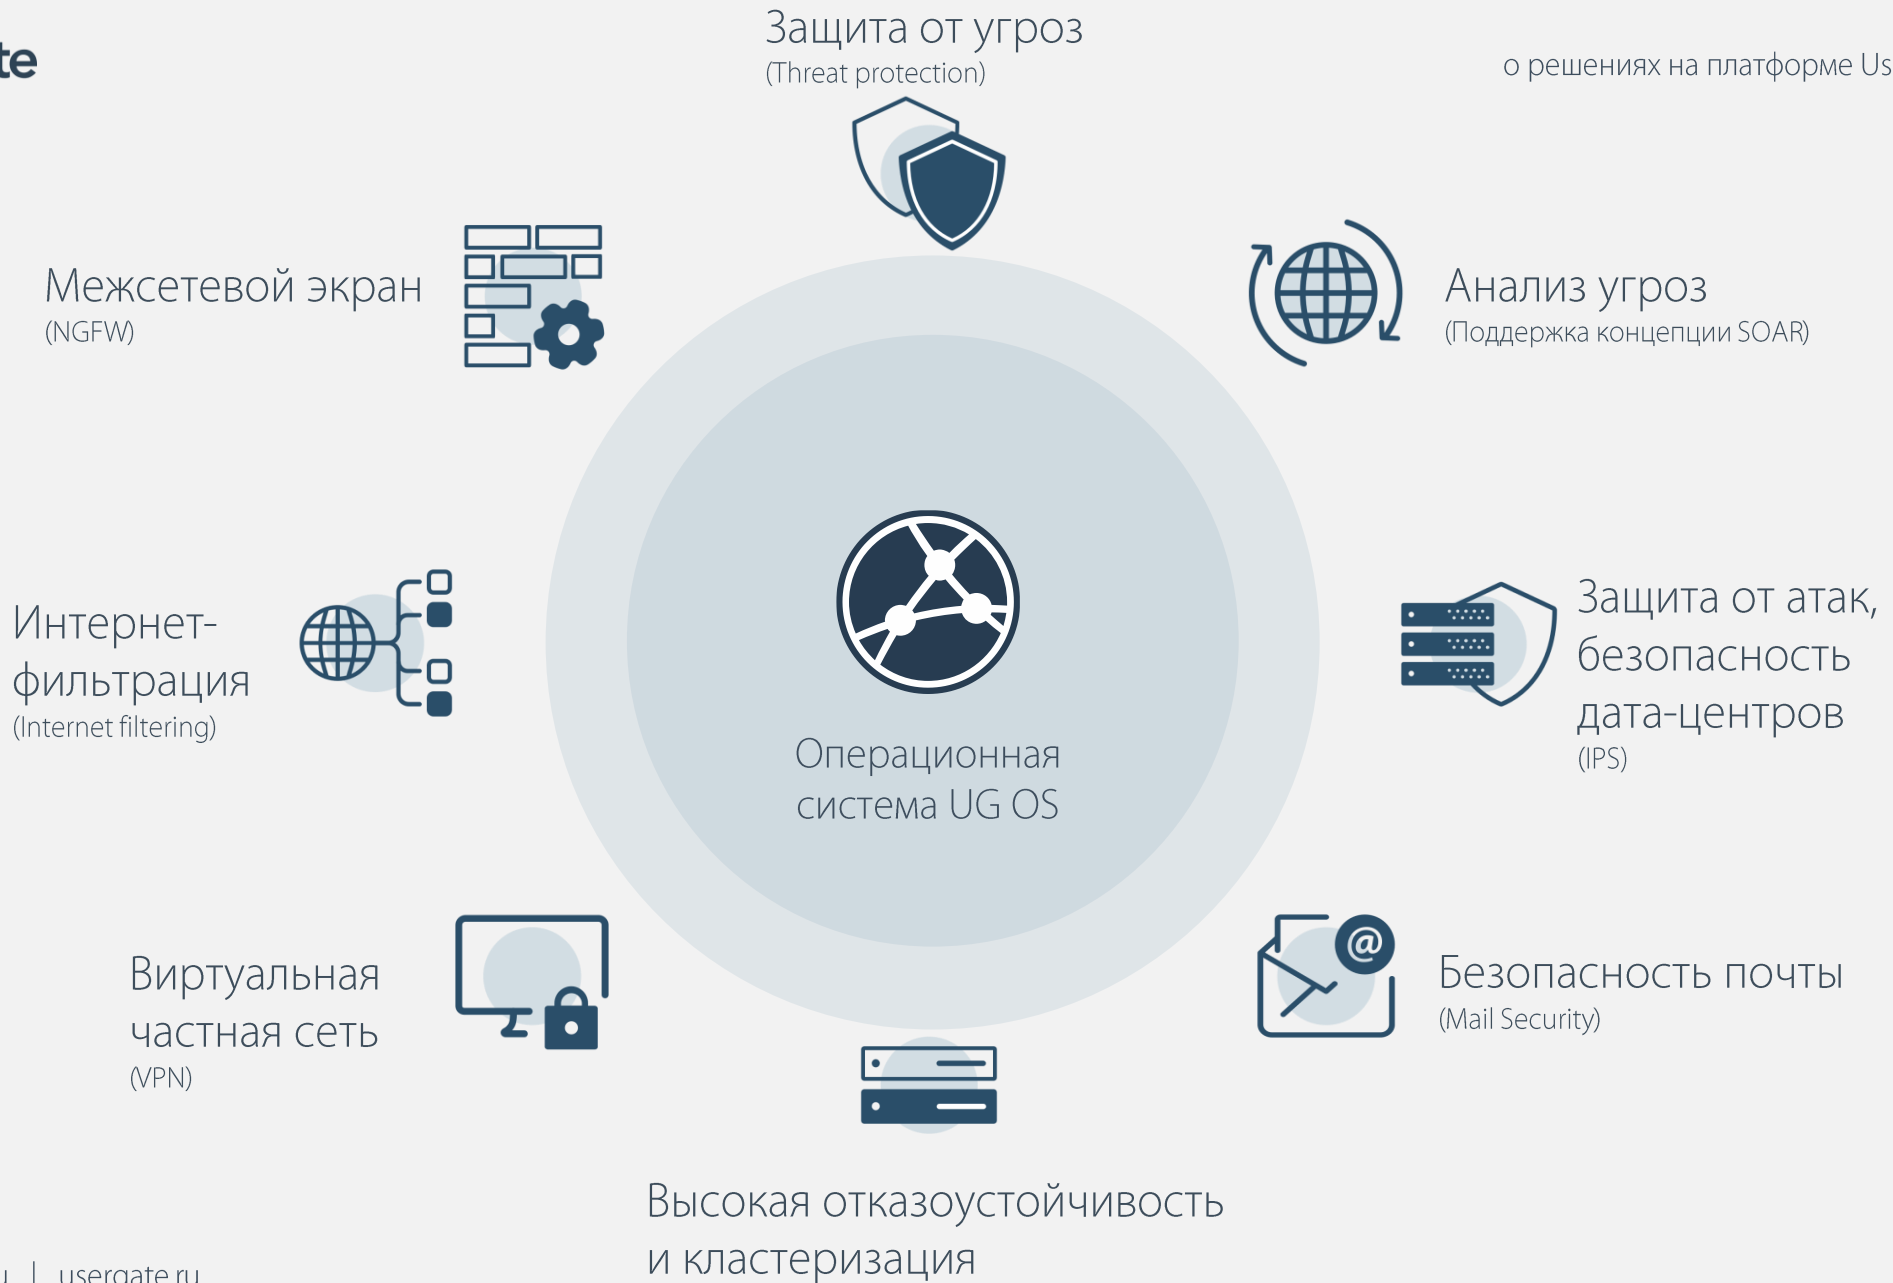 te
о решениях на платформе Us
Защита от угроз
(Threat protection)
Межсетевой экран
(NGFW)
Анализ угроз
(Поддержка концепции SOAR)
Интернет-
фильтрация
(Internet filtering)
Операционная
система UG OS
Защита от атак,
безопасность
дата-центров
(IPS)
Виртуальная
частная сеть
(VPN)
@
Безопасность почты
(Mail Security)
Высокая отказоустойчивость
и кластеризация
| usergate.ru